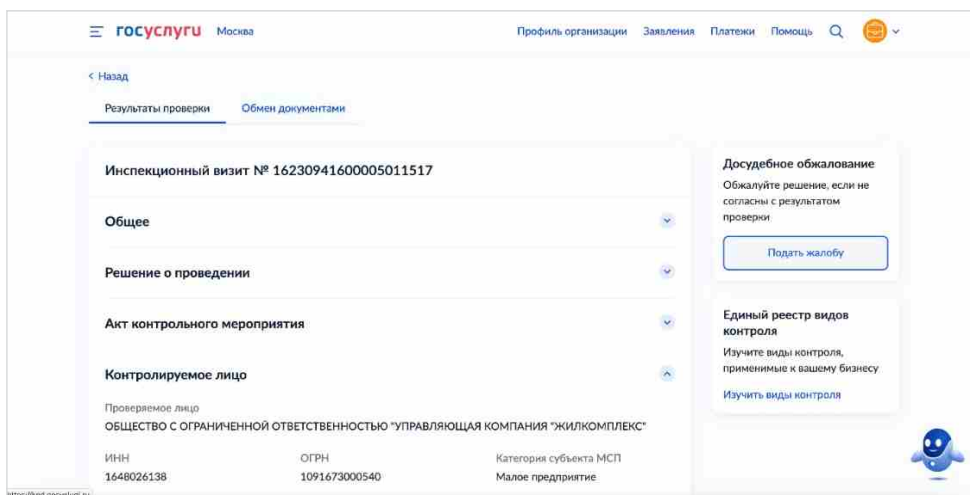 госуслуги Москва Профиль организации Заявления Платежи Помощь
Назад
Результаты проверки Обмен документами
Инспекционный визит № 16230941600005011517
Общее
Решение о проведении
Акт контрольного мероприятия
Контролируемое лицо
Проверяемое лицо
ОБЩЕСТВО С ОГРАНИЧЕННОЙ ОТВЕТСТВЕННОСТЬЮ "УПРАВЛЯЮЩАЯ КОМПАНИЯ "ЖИЛКОМПЛЕКС"
ИНН ОГРН Категория субъекта МСП
1648026138 1091673000540 Малое предприятие
Досудебное обжалование
Обжалуйте решение, если не
согласны с результатом
проверки
Подать жалобу
Единый реестр видов
контроля
Изучите виды контроля,
применимые к вашему бизнесу
Изучить виды контроля